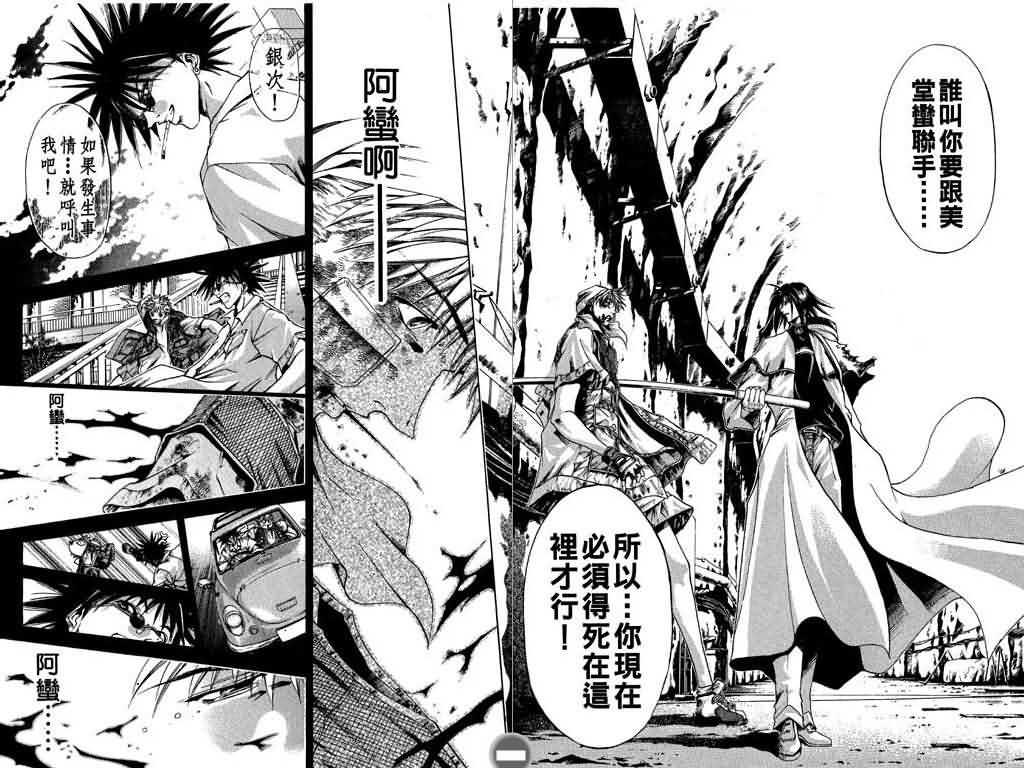 誰叫你要跟美
堂蠻聯手……
所以…你現在
必須得死在這
裡才行！
阿蠻啊——
銀次！
如果發生事
情…就呼叫
我吧！
阿蠻……
阿蠻………